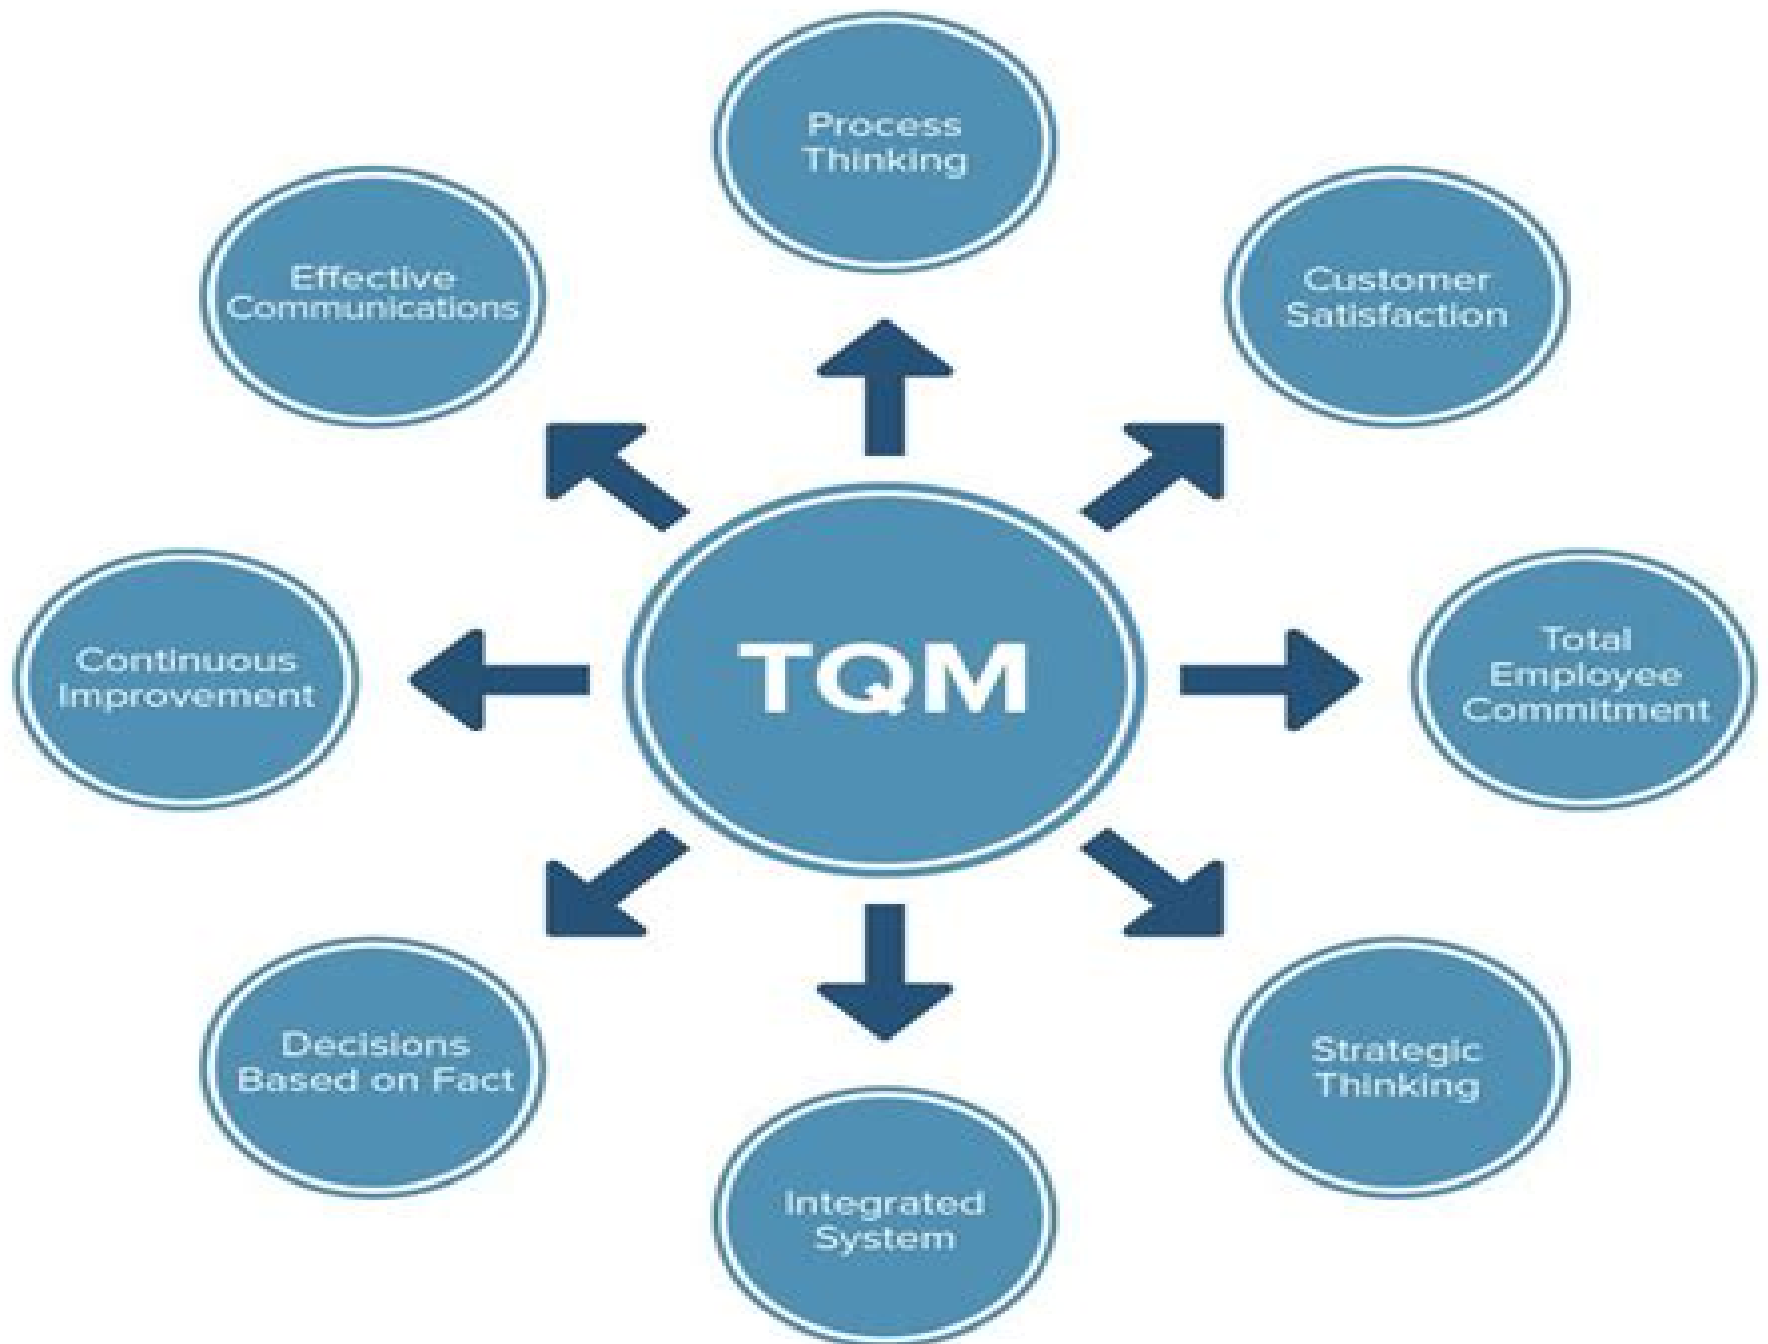 Process
Thinking
Effective
Communications
Customer
Satisfaction
Continuous
Improvement
TQM
Total
Employee
Commitment
Decisions
Based on Fact
Strategic
Thinking
Integrated
System